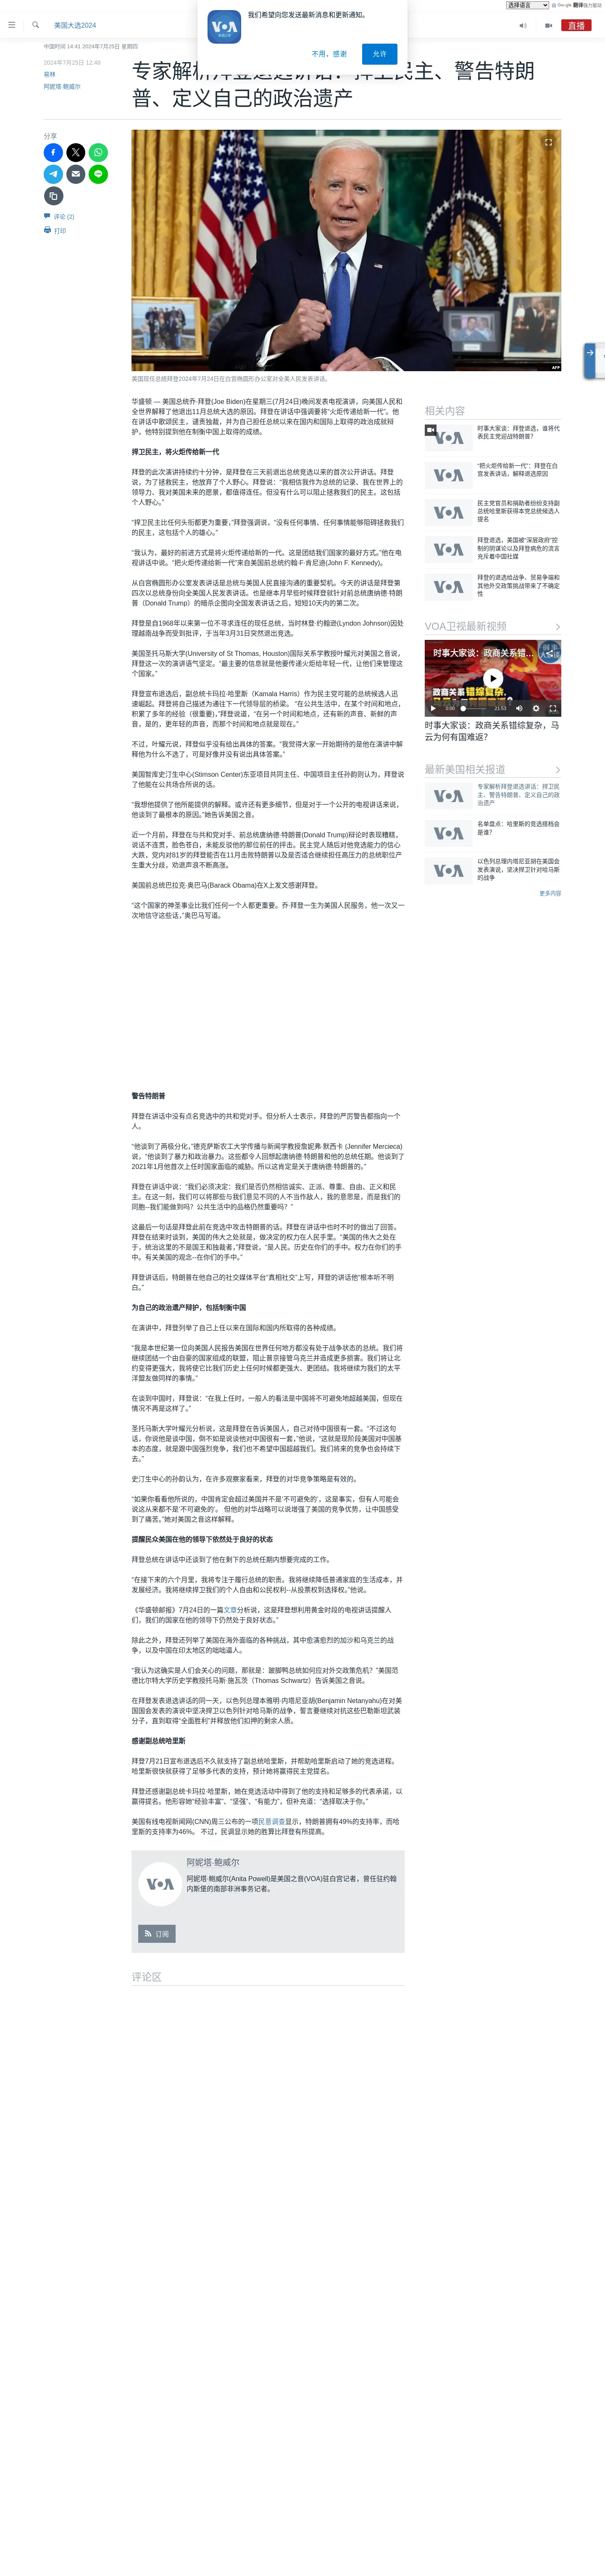 选择语言 由 Google 翻译强力驱动
我们希望向您发送最新消息和更新通知。
不用，感谢
允许
美国大选2024
直播
中国时间 14:41 2024年7月25日 星期四
2024年7月25日 12:48
易林
阿妮塔·鲍威尔
专家解析拜登退选讲话：捍卫民主、警告特朗
普、定义自己的政治遗产
分享
评论 (2)
打印
AFP
美国现任总统拜登2024年7月24日在白宫椭圆形办公室对全美人民发表讲话。
华盛顿 — 美国总统乔·拜登(Joe Biden)在星期三(7月24日)晚间发表电视演讲，向美国人民和
全世界解释了他退出11月总统大选的原因。拜登在讲话中强调要将“火炬传递给新一代”。他
在讲话中歌颂民主，谴责独裁，并为自己担任总统以来在国内和国际上取得的政治成就辩
护，他特别提到他在制衡中国上取得的成绩。
捍卫民主，将火炬传给新一代
拜登的此次演讲持续约十分钟，是拜登在三天前退出总统竞选以来的首次公开讲话。拜登
说，为了拯救民主，他放弃了个人野心。拜登说：“我相信我作为总统的记录、我在世界上的
领导力、我对美国未来的愿景，都值得连任。但没有什么可以阻止拯救我们的民主。这包括
个人野心。”
“捍卫民主比任何头衔都更为重要，”拜登强调说，“没有任何事情、任何事情能够阻碍拯救我们
的民主，这包括个人的雄心。”
“我认为，最好的前进方式是将火炬传递给新的一代。这是团结我们国家的最好方式。”他在电
视讲话中说。“把火炬传递给新一代”来自美国前总统约翰·F·肯尼迪(John F. Kennedy)。
从白宫椭圆形办公室发表讲话是总统与美国人民直接沟通的重要契机。今天的讲话是拜登第
四次以总统身份向全美国人民发表讲话。也是继本月早些时候拜登就针对前总统唐纳德·特朗
普（Donald Trump）的暗杀企图向全国发表讲话之后，短短10天内的第二次。
拜登是自1968年以来第一位不寻求连任的现任总统，当时林登·约翰逊(Lyndon Johnson)因处
理越南战争而受到批评，于当年3月31日突然退出竞选。
美国圣托马斯大学(University of St Thomas, Houston)国际关系学教授叶耀元对美国之音说，
拜登这一次的演讲语气坚定。“最主要的信息就是他要传递火炬给年轻一代，让他们来管理这
个国家。”
拜登宣布退选后，副总统卡玛拉·哈里斯（Kamala Harris）作为民主党可能的总统候选人迅
速崛起。拜登将自己描述为通往下一代领导层的桥梁。 “在公共生活中，在某个时间和地点，
积累了多年的经验（很重要），”拜登说道，“在另一个时间和地点，还有新的声音、新鲜的声
音，是的，更年轻的声音，而那个时间和地点就是现在。”
不过，叶耀元说，拜登似乎没有给出具体的答案。“我觉得大家一开始期待的是他在演讲中解
释他为什么不选了，可是好像并没有说出具体答案。”
美国智库史汀生中心(Stimson Center)东亚项目共同主任、中国项目主任孙韵则认为，拜登说
了他能在公共场合所说的话。
“我想他提供了他所能提供的解释。或许还有更多细节，但是对于一个公开的电视讲话来说，
他谈到了最根本的原因。”她告诉美国之音。
近一个月前，拜登在与共和党对手、前总统唐纳德·特朗普(Donald Trump)辩论时表现糟糕，
说话不连贯，脸色苍白，未能反驳他的那位前任的抨击。民主党人随后对他竞选能力的信心
大跌，党内对81岁的拜登能否在11月击败特朗普以及是否适合继续担任高压力的总统职位产
生重大分歧，劝退声浪不断高涨。
美国前总统巴拉克·奥巴马(Barack Obama)在X上发文感谢拜登。
“这个国家的神圣事业比我们任何一个人都更重要。乔·拜登一生为美国人民服务，他一次又一
次地信守这些话，”奥巴马写道。
警告特朗普
拜登在讲话中没有点名竞选中的共和党对手。但分析人士表示，拜登的严厉警告都指向一个
人。
“他谈到了两极分化，”德克萨斯农工大学传播与新闻学教授詹妮弗·默西卡 (Jennifer Mercieca)
说，“他谈到了暴力和政治暴力。这些都令人回想起唐纳德·特朗普和他的总统任期。他谈到了
2021年1月他首次上任时国家面临的威胁。所以这肯定是关于唐纳德·特朗普的。”
拜登在讲话中说：“我们必须决定：我们是否仍然相信诚实、正派、尊重、自由、正义和民
主。在这一刻，我们可以将那些与我们意见不同的人不当作敌人，我的意思是，而是我们的
同胞--我们能做到吗？公共生活中的品格仍然重要吗？”
这最后一句话是拜登此前在竞选中攻击特朗普的话。拜登在讲话中也时不时的做出了回答。
拜登在结束时谈到，美国的伟大之处就是，做决定的权力在人民手里。“美国的伟大之处在
于，统治这里的不是国王和独裁者，”拜登说，“是人民。历史在你们的手中。权力在你们的手
中。有关美国的观念--在你们的手中。”
拜登讲话后，特朗普在他自己的社交媒体平台“真相社交”上写，拜登的讲话他“根本听不明
白。”
为自己的政治遗产辩护，包括制衡中国
在演讲中，拜登列举了自己上任以来在国际和国内所取得的各种成绩。
“我是本世纪第一位向美国人民报告美国在世界任何地方都没有处于战争状态的总统。我们将
继续团结一个由自豪的国家组成的联盟，阻止普京接管乌克兰并造成更多损害。我们将让北
约变得更强大，我将使它比我们历史上任何时候都更强大、更团结。我将继续为我们的太平
洋盟友做同样的事情。”
在谈到中国时，拜登说：“在我上任时，一般人的看法是中国将不可避免地超越美国，但现在
情况不再是这样了。”
圣托马斯大学叶耀元分析说，这是拜登在告诉美国人，自己对待中国很有一套。“不过这句
话，你说他是谈中国，倒不如是说谈他对中国很有一套，”他说，“这就是现阶段美国对中国基
本的态度，就是跟中国强烈竞争，我们也不希望中国超越我们。我们将来的竞争也会持续下
去。”
史汀生中心的孙韵认为，在许多观察家看来，拜登的对华竞争策略是有效的。
“如果你看看他所说的，中国肯定会超过美国并不是‘不可避免的’，这是事实，但有人可能会
说这从来都不是‘不可避免的’。 但他的对华战略可以说增强了美国的竞争优势，让中国感受
到了痛苦。”她对美国之音这样解释。
提醒民众美国在他的领导下依然处于良好的状态
拜登总统在讲话中还谈到了他在剩下的总统任期内想要完成的工作。
“在接下来的六个月里，我将专注于履行总统的职责。我将继续降低普通家庭的生活成本，并
发展经济。我将继续捍卫我们的个人自由和公民权利--从投票权到选择权。”他说。
《华盛顿邮报》7月24日的一篇文章分析说，这是拜登想利用黄金时段的电视讲话提醒人
们，我们的国家在他的领导下仍然处于良好状态。”
除此之外，拜登还列举了美国在海外面临的各种挑战，其中愈演愈烈的加沙和乌克兰的战
争，以及中国在印太地区的咄咄逼人。
“我认为这确实是人们会关心的问题，那就是：跛脚鸭总统如何应对外交政策危机？”美国范
德比尔特大学历史学教授托马斯·施瓦茨（Thomas Schwartz）告诉美国之音说。
在拜登发表退选讲话的同一天，以色列总理本雅明·内塔尼亚胡(Benjamin Netanyahu)在对美
国国会发表的演说中坚决捍卫以色列针对哈马斯的战争，誓言要继续对抗这些巴勒斯坦武装
分子，直到取得“全面胜利”并释放他们扣押的剩余人质。
感谢副总统哈里斯
拜登7月21日宣布退选后不久就支持了副总统哈里斯，并帮助哈里斯启动了她的竞选进程。
哈里斯很快就获得了足够多代表的支持，预计她将赢得民主党提名。
拜登还感谢副总统卡玛拉·哈里斯，她在竞选活动中得到了他的支持和足够多的代表承诺，以
赢得提名。他形容她“经验丰富”、“坚强”、“有能力”，但补充道：“选择取决于你。”
美国有线电视新闻网(CNN)周三公布的一项民意调查显示，特朗普拥有49%的支持率，而哈
里斯的支持率为46%。 不过，民调显示她的胜算比拜登有所提高。
阿妮塔·鲍威尔
阿妮塔·鲍威尔(Anita Powell)是美国之音(VOA)驻白宫记者，曾任驻约翰
内斯堡的南部非洲事务记者。
订阅
评论区
相关内容
时事大家谈：拜登退选，谁将代
表民主党迎战特朗普？
“把火炬传给新一代”：拜登在白
宫发表讲话，解释退选原因
民主党官员和捐助者纷纷支持副
总统哈里斯获得本党总统候选人
提名
拜登退选，美国被“深层政府”控
制的阴谋论以及拜登病危的流言
充斥着中国社媒
拜登的退选给战争、贸易争端和
其他外交政策挑战带来了不确定
性
VOA卫视最新视频
时事大家谈：政商关系错...
政商关系错综复杂，
0:00
21:53
时事大家谈：政商关系错综复杂，马
云为何有国难返？
最新美国相关报道
专家解析拜登退选讲话：捍卫民
主、警告特朗普、定义自己的政
治遗产
名单盘点：哈里斯的竞选搭档会
是谁？
以色列总理内塔尼亚胡在美国会
发表演说，坚决捍卫针对哈马斯
的战争
更多内容